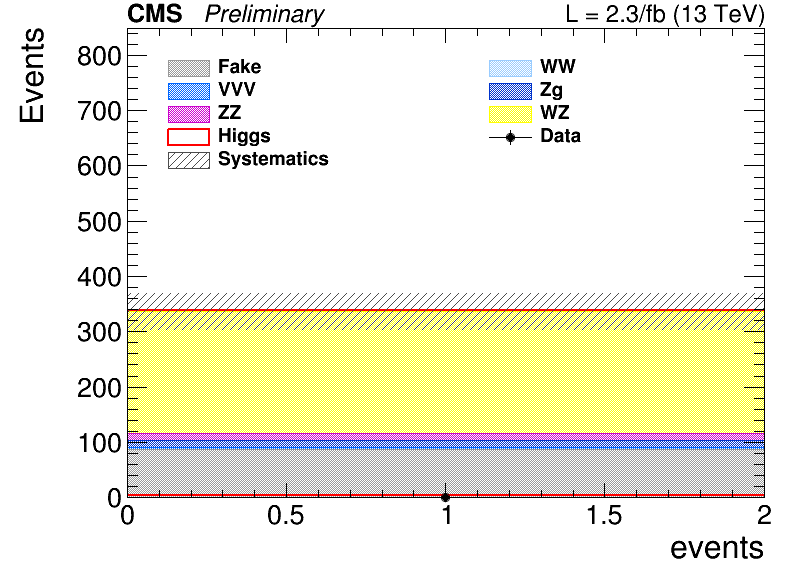 CMS Preliminary L = 2.3/fb (13 TeV)
Events
800
700
600
500
400
300
200
100
0
Fake WW
VVV Zg
ZZ WZ
Higgs Data
Systematics
0 0.5 1 1.5 2
events